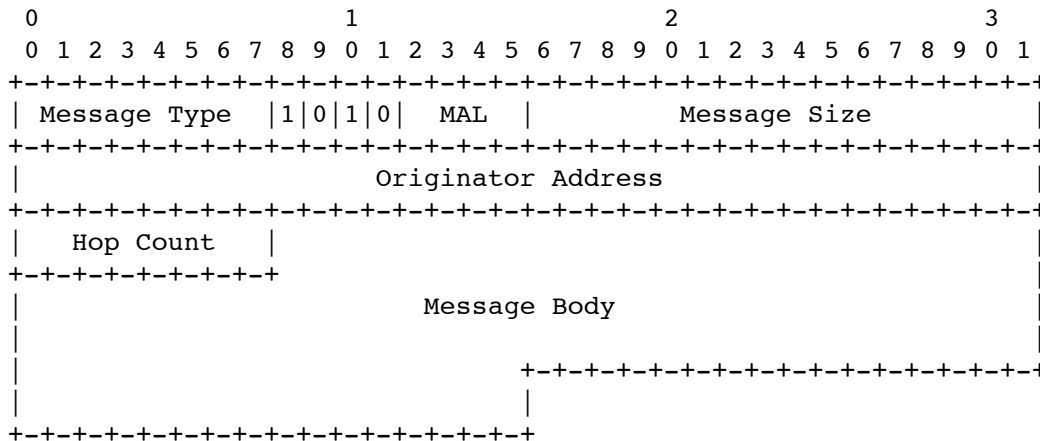 0                   1                   2                   3
 0 1 2 3 4 5 6 7 8 9 0 1 2 3 4 5 6 7 8 9 0 1 2 3 4 5 6 7 8 9 0 1
+-+-+-+-+-+-+-+-+-+-+-+-+-+-+-+-+-+-+-+-+-+-+-+-+-+-+-+-+-+-+-+-+
| Message Type  |1|0|1|0|  MAL  |         Message Size          |
+-+-+-+-+-+-+-+-+-+-+-+-+-+-+-+-+-+-+-+-+-+-+-+-+-+-+-+-+-+-+-+-+
|                      Originator Address                       |
+-+-+-+-+-+-+-+-+-+-+-+-+-+-+-+-+-+-+-+-+-+-+-+-+-+-+-+-+-+-+-+-+
|   Hop Count   |                                               |
+-+-+-+-+-+-+-+-+                                               |
|                         Message Body                          |
|                                                               |
|                               +-+-+-+-+-+-+-+-+-+-+-+-+-+-+-+-+
|                               |
+-+-+-+-+-+-+-+-+-+-+-+-+-+-+-+-+